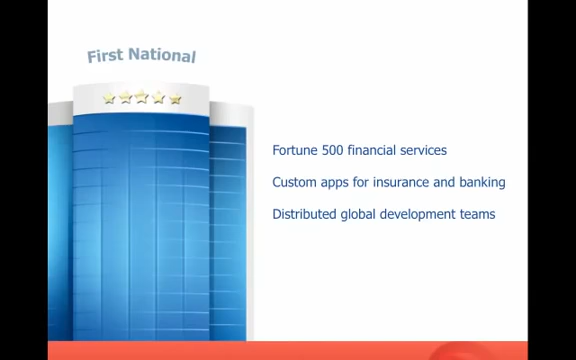 First National
Fortune 500 financial services
Custom apps for insurance and banking
Distributed global development teams